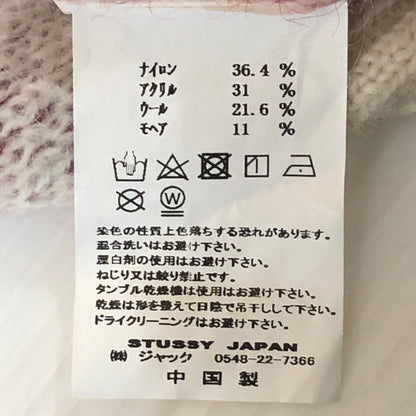 ナイロン 36.4 %
アクリル 31 %
ウール 21.6 %
モヘア 11 %
W
染色の性質上色落ちする恐れがあります。
混合洗いはお避け下さい。
漂白剤の使用はお避け下さい。
ねじり又は絞り禁止です。
タンブル乾燥機は使用はお避け下さい。
乾燥は形を整えて日陰で吊干しして下さい。
ドライクリーニングはお避け下さい。
STUSSY JAPAN
㈱ ジャック 0548-22-7366
中国製